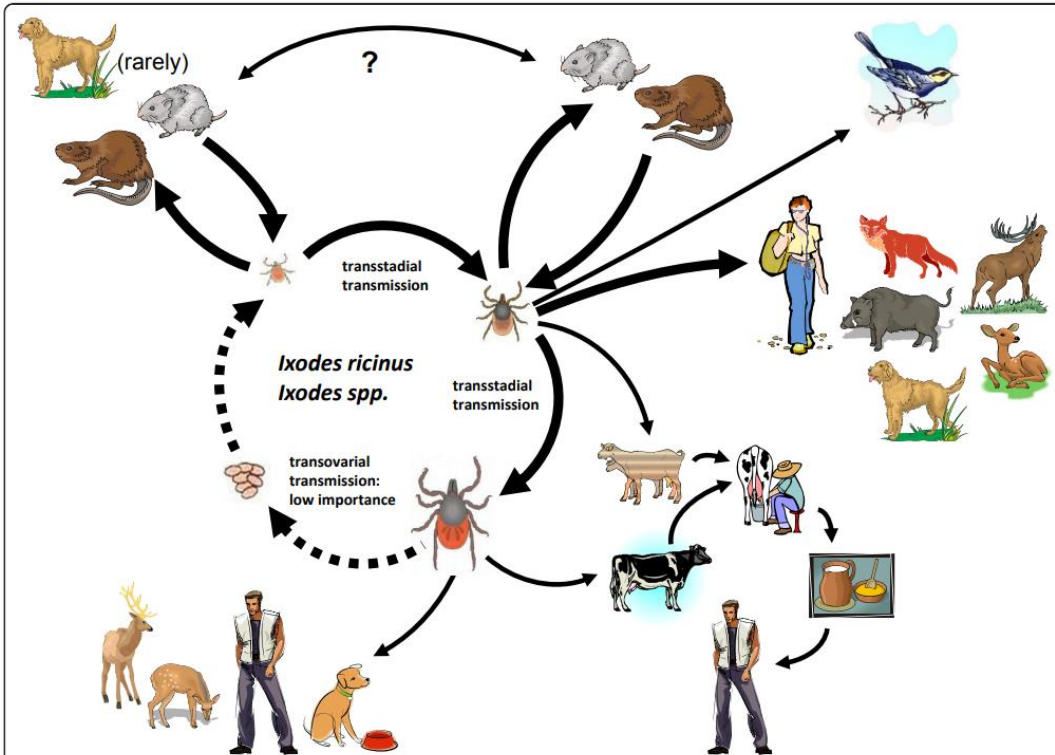 (rarely)
?
transstadial
transmission
Ixodes ricinus
Ixodes spp.
transstadial
transmission
transovarial
transmission:
low importance